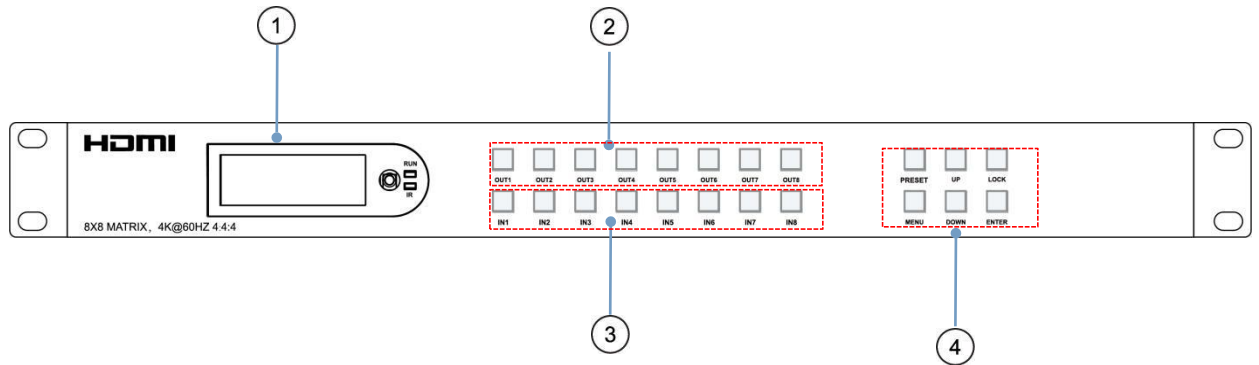 1
2
HDMI
RUN
IR
OUT1 OUT2 OUT3 OUT4 OUT5 OUT6 OUT7 OUT8
PRESET UP LOCK
IN1 IN2 IN3 IN4 IN5 IN6 IN7 IN8
MENU DOWN ENTER
8X8 MATRIX, 4K@60HZ 4:4:4
3
4